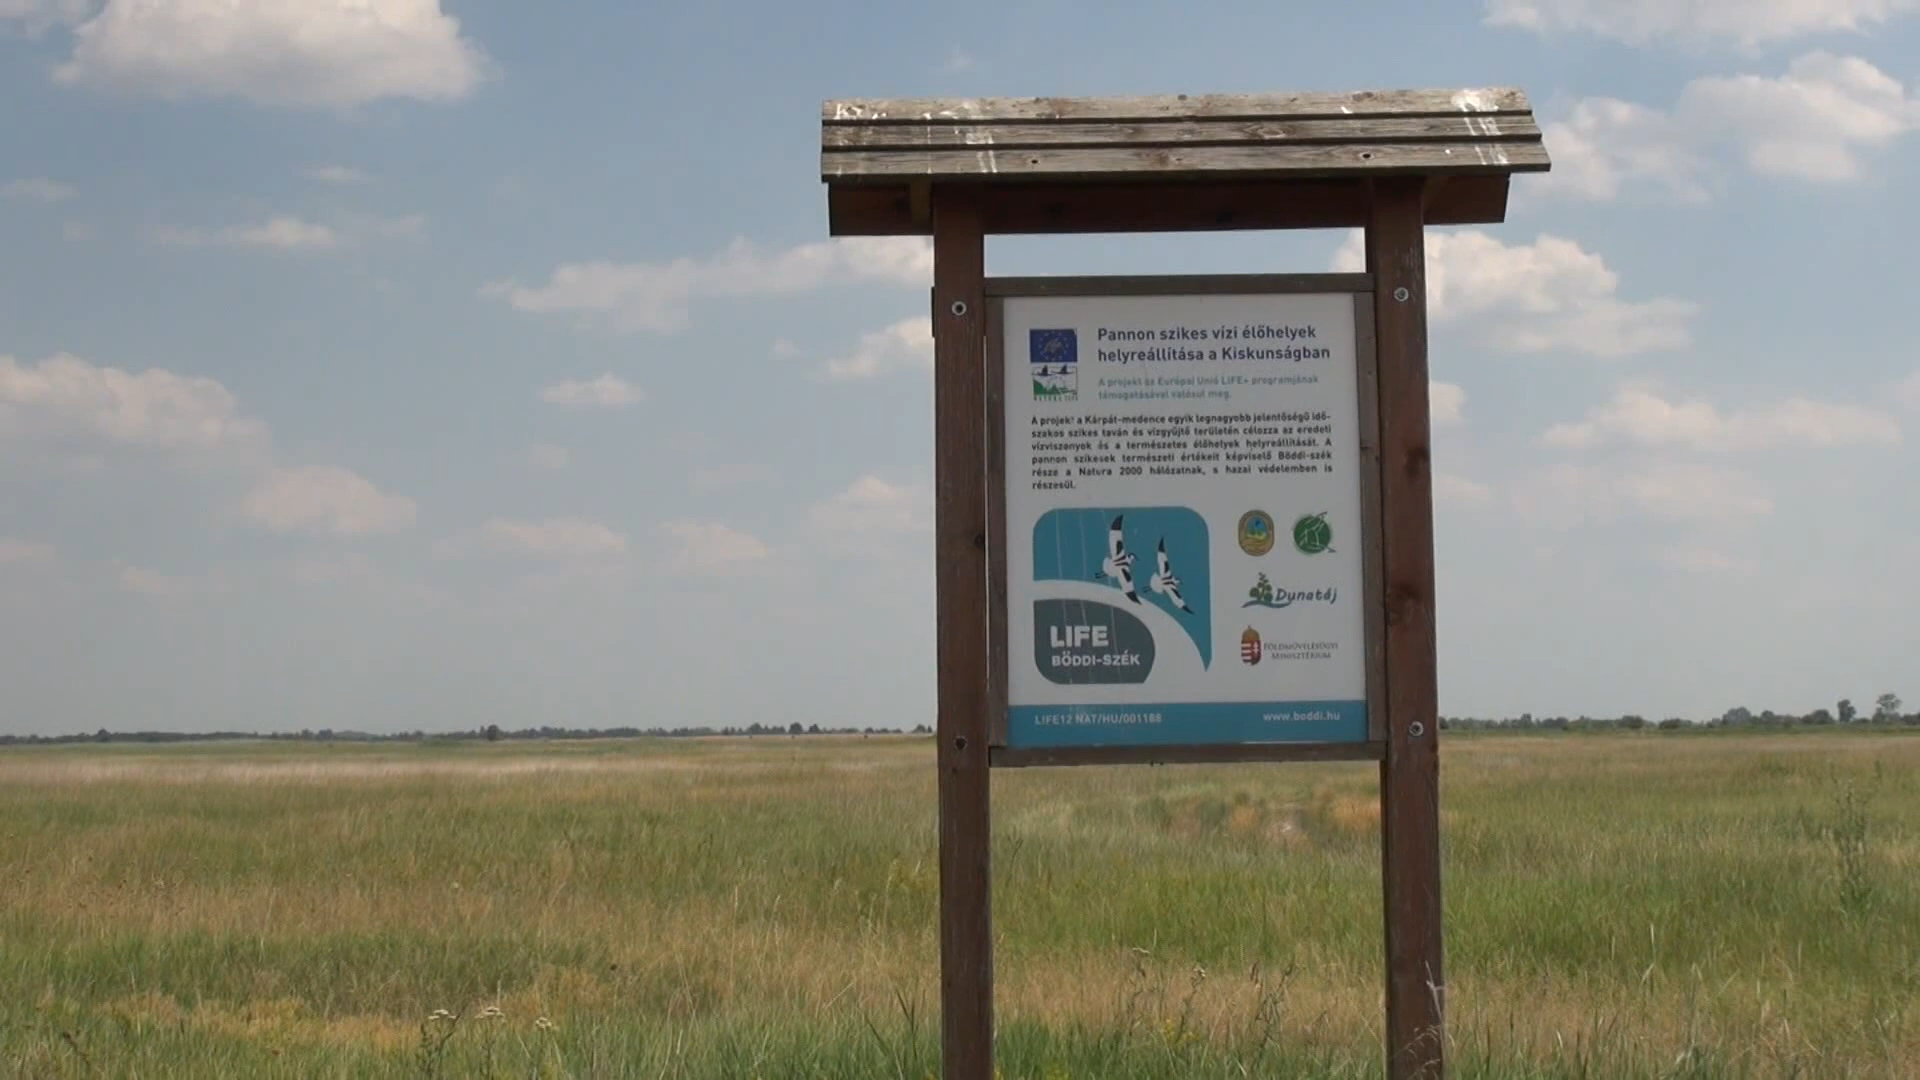 Pannon szikes vízi élőhelyek
helyreállítása a Kiskunságban
A projekt az Európai Unió LIFE+ programjának
támogatásával valósul meg.
A projekt a Kárpát-medence egyik legnagyobb jelentőségű idő-
szakos szikes taván és vízgyűjtő területén célozza az eredeti
vízviszonyok és a természetes élőhelyek helyreállítását. A
pannon szikesek természeti értékeit képviselő Böddi-szék
része a Natura 2000 hálózatnak, s hazai védelemben is
részesül.
LIFE
BÖDDI-SZÉK
Dunatáj
FÖLDMŰVELÉSÜGYI
MINISZTÉRIUM
LIFE12 NAT/HU/001188
www.boddi.hu